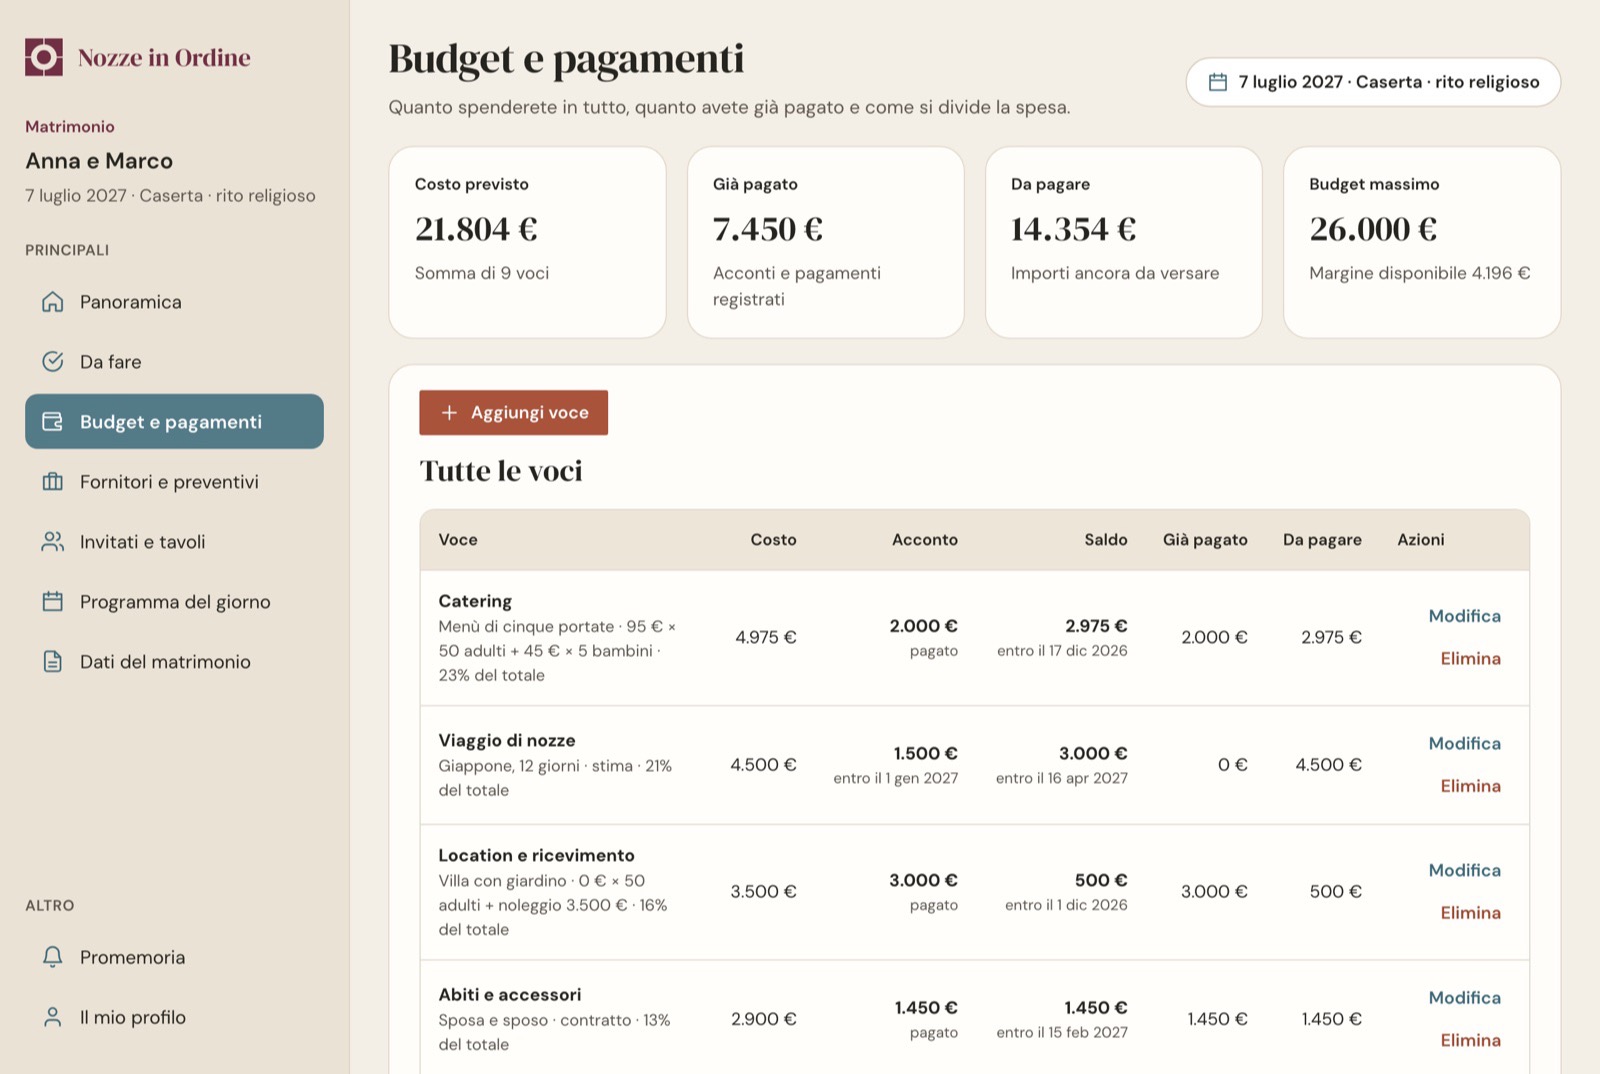 Nozze in Ordine
Matrimonio
Anna e Marco
7 luglio 2027 · Caserta · rito religioso
PRINCIPALI
Panoramica
Da fare
Budget e pagamenti
Fornitori e preventivi
Invitati e tavoli
Programma del giorno
Dati del matrimonio
ALTRO
Promemoria
Il mio profilo
Budget e pagamenti
Quanto spenderete in tutto, quanto avete già pagato e come si divide la spesa.
7 luglio 2027 · Caserta · rito religioso
Costo previsto
21.804 €
Somma di 9 voci
Già pagato
7.450 €
Acconti e pagamenti
registrati
Da pagare
14.354 €
Importi ancora da versare
Budget massimo
26.000 €
Margine disponibile 4.196 €
+ Aggiungi voce
Tutte le voci
Voce Costo Acconto Saldo Già pagato Da pagare Azioni
Catering
Menù di cinque portate · 95 € ×
50 adulti + 45 € × 5 bambini ·
23% del totale
4.975 €
2.000 €
pagato
2.975 €
entro il 17 dic 2026
2.000 €
2.975 €
Modifica
Elimina
Viaggio di nozze
Giappone, 12 giorni · stima · 21%
del totale
4.500 €
1.500 €
entro il 1 gen 2027
3.000 €
entro il 16 apr 2027
0 €
4.500 €
Modifica
Elimina
Location e ricevimento
Villa con giardino · 0 € × 50
adulti + noleggio 3.500 € · 16%
del totale
3.500 €
3.000 €
pagato
500 €
entro il 1 dic 2026
3.000 €
500 €
Modifica
Elimina
Abiti e accessori
Sposa e sposo · contratto · 13%
del totale
2.900 €
1.450 €
pagato
1.450 €
entro il 15 feb 2027
1.450 €
1.450 €
Modifica
Elimina